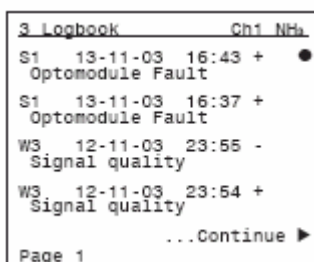 3 Logbook Ch1 NH₃
S1 13-11-03 16:43 + ●
Optomodule Fault
S1 13-11-03 16:37 +
Optomodule Fault
W3 12-11-03 23:55 -
Signal quality
W3 12-11-03 23:54 +
Signal quality
...Continue ▶
Page 1